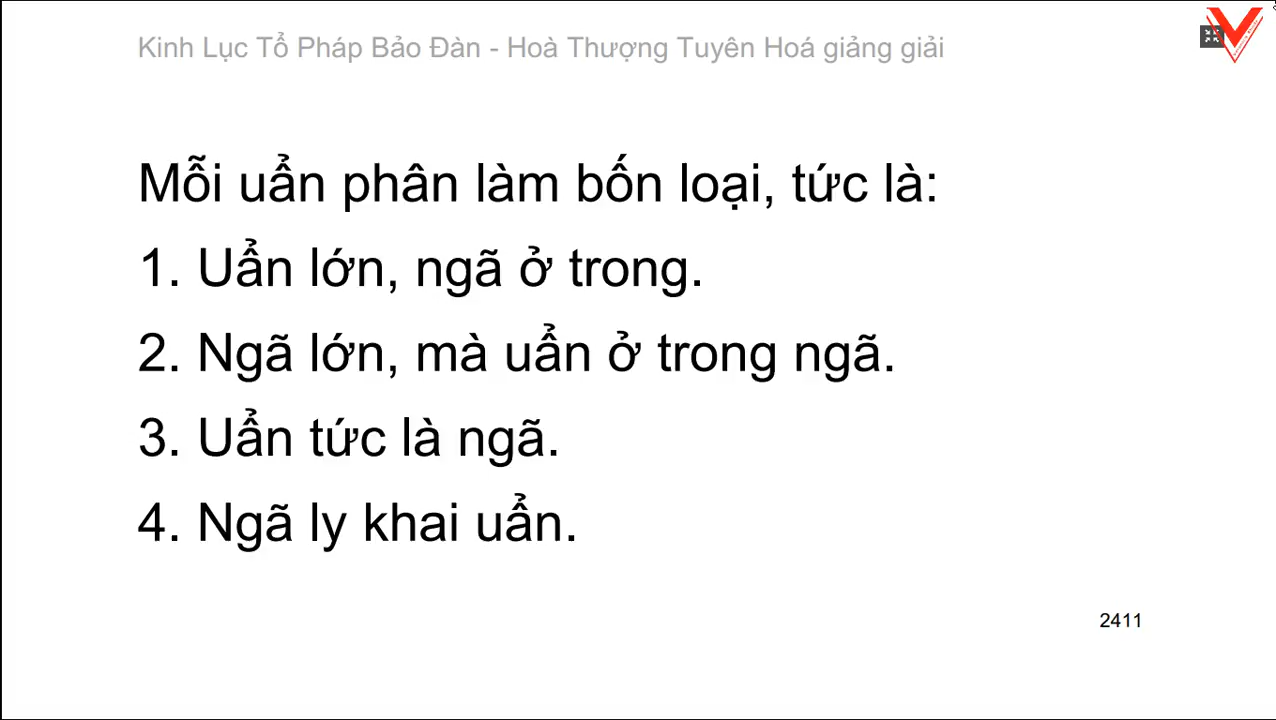 Kinh Lục Tổ Pháp Bảo Đàn - Hoà Thượng Tuyên Hoá giảng giải
Mỗi uẩn phân làm bốn loại, tức là:
1. Uẩn lớn, ngã ở trong.
2. Ngã lớn, mà uẩn ở trong ngã.
3. Uẩn tức là ngã.
4. Ngã ly khai uẩn.
2411